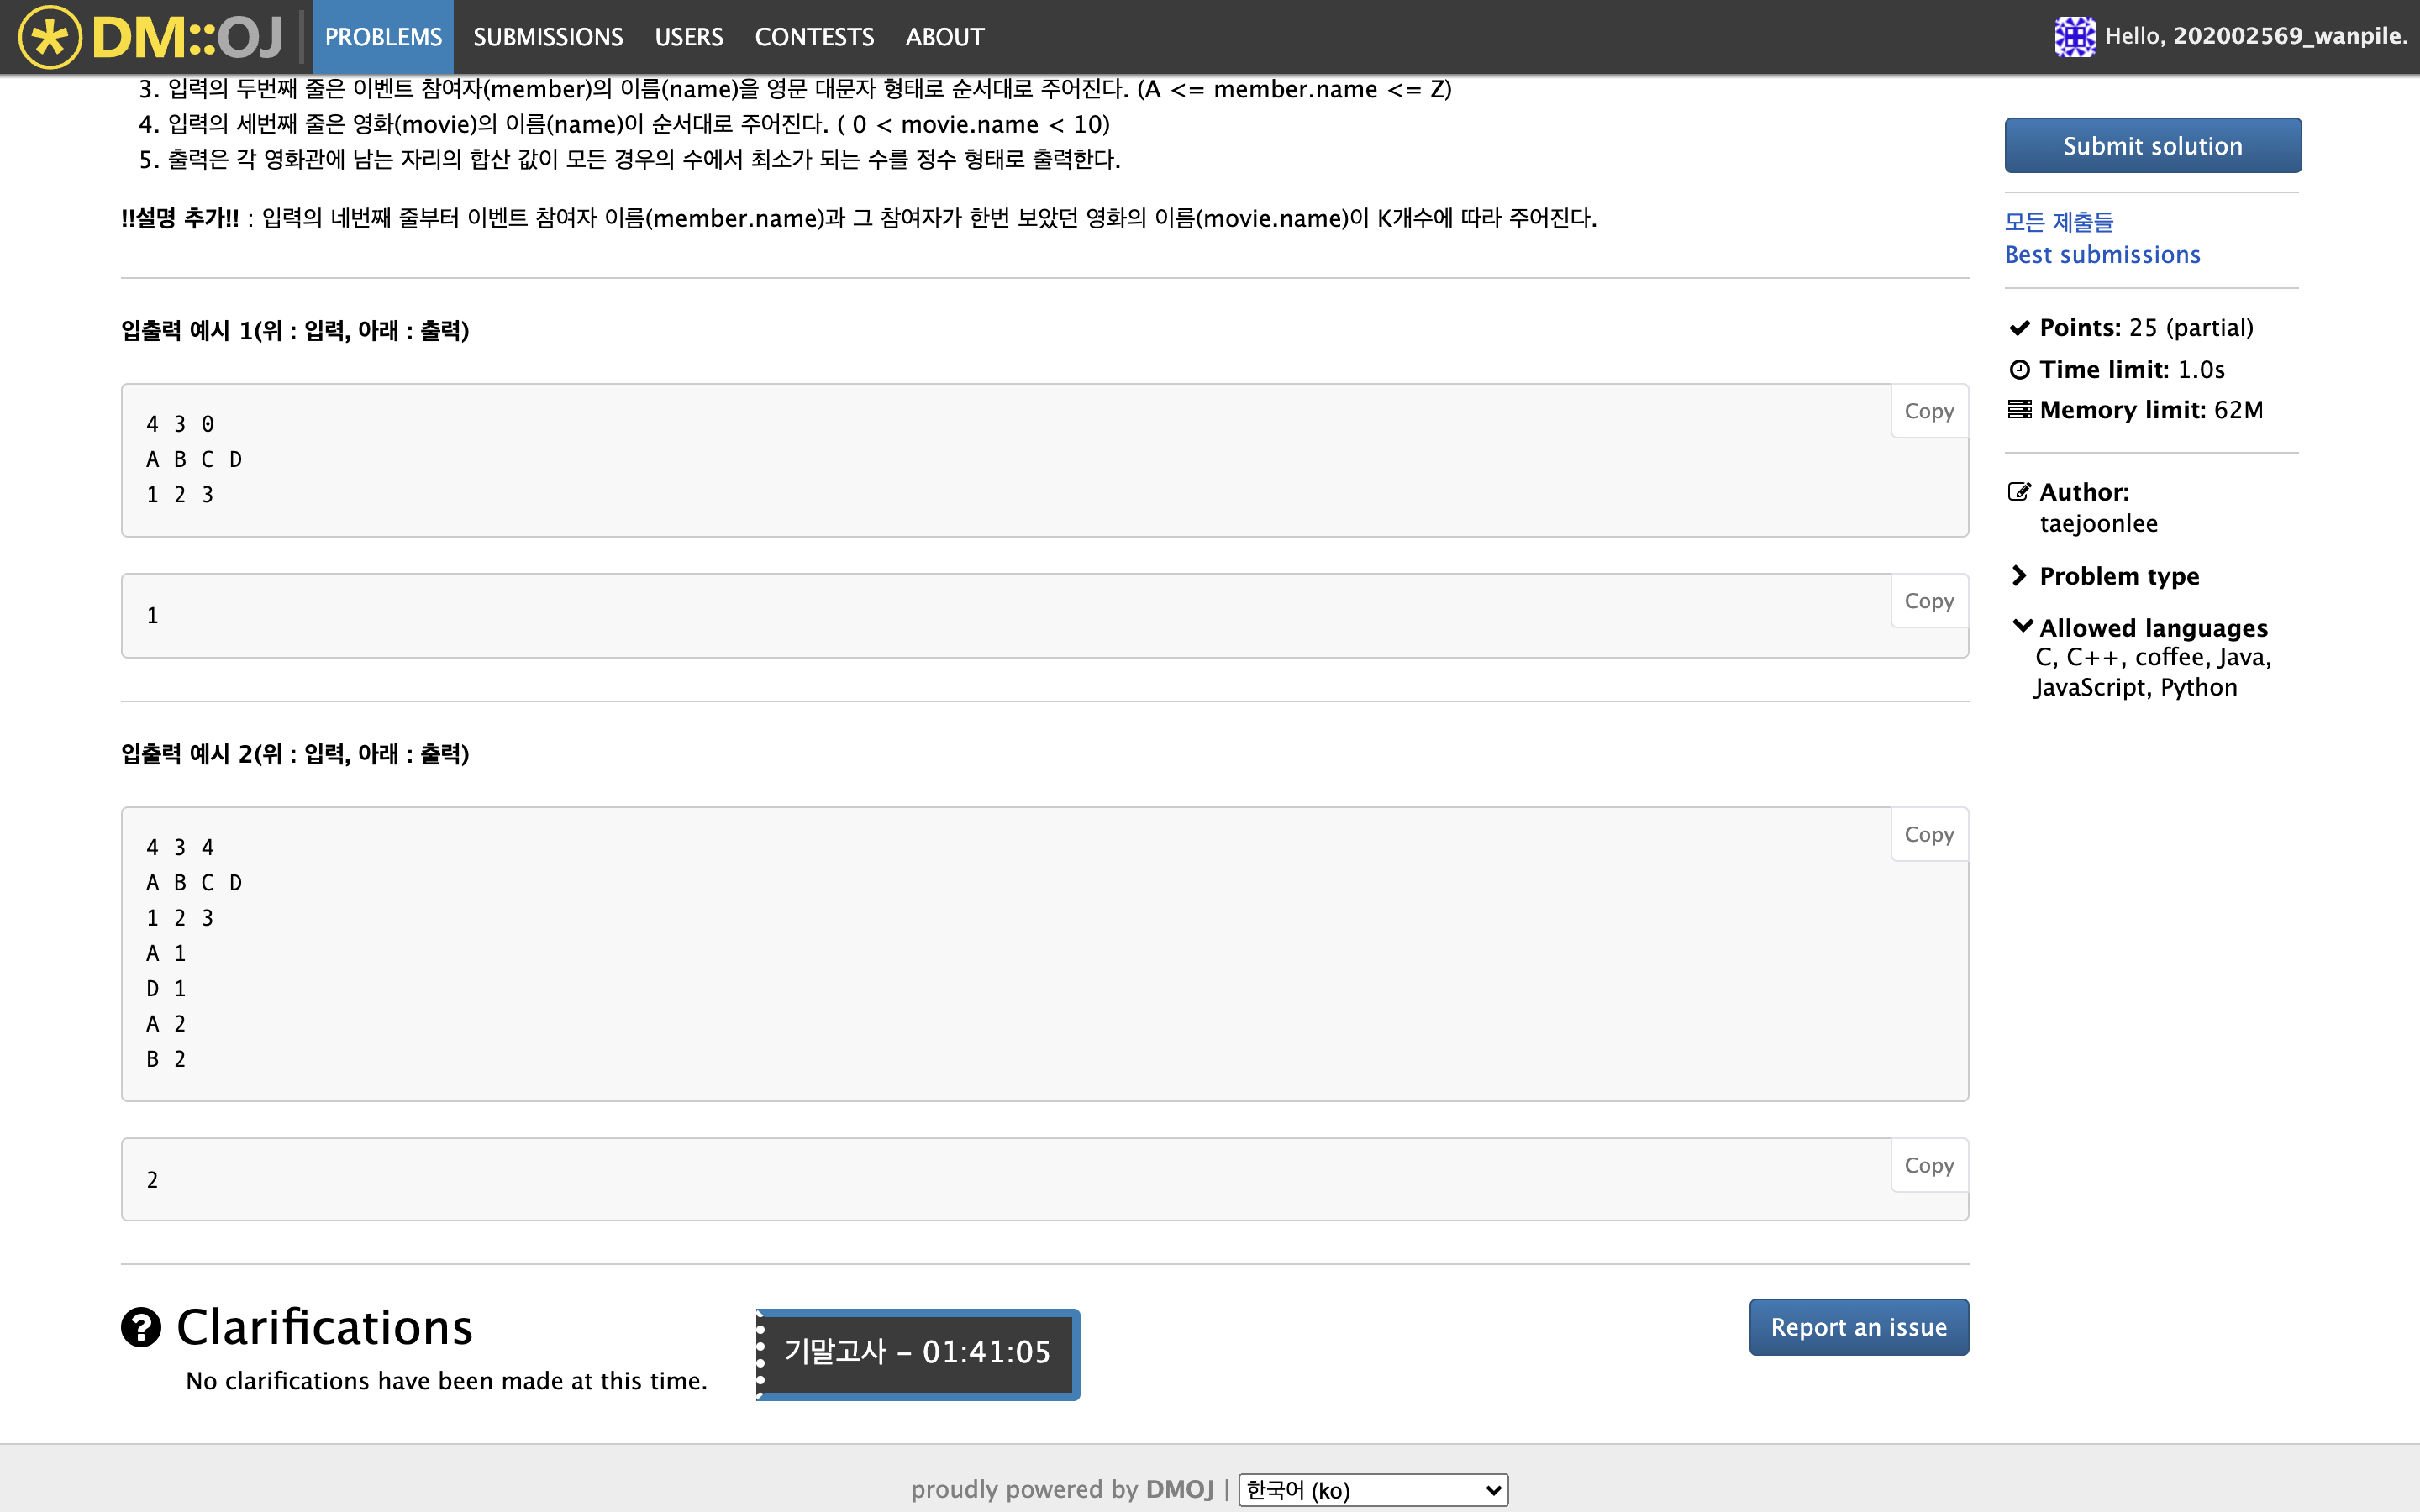 DM::OJ
PROBLEMS SUBMISSIONS USERS CONTESTS ABOUT
Hello, 202002569_wanpile.
3. 입력의 두번째 줄은 이벤트 참여자(member)의 이름(name)을 영문 대문자 형태로 순서대로 주어진다. (A <= member.name <= Z)
4. 입력의 세번째 줄은 영화(movie)의 이름(name)이 순서대로 주어진다. ( 0 < movie.name < 10)
5. 출력은 각 영화관에 남는 자리의 합산 값이 모든 경우의 수에서 최소가 되는 수를 정수 형태로 출력한다.
!!설명 추가!! : 입력의 네번째 줄부터 이벤트 참여자 이름(member.name)과 그 참여자가 한번 보았던 영화의 이름(movie.name)이 K개수에 따라 주어진다.
입출력 예시 1(위 : 입력, 아래 : 출력)
Copy
4 3 0
A B C D
1 2 3
Copy
1
입출력 예시 2(위 : 입력, 아래 : 출력)
Copy
4 3 4
A B C D
1 2 3
A 1
D 1
A 2
B 2
Copy
2
Clarifications
No clarifications have been made at this time.
기말고사 - 01:41:05
Report an issue
Submit solution
모든 제출들
Best submissions
Points: 25 (partial)
Time limit: 1.0s
Memory limit: 62M
Author:
taejoonlee
Problem type
Allowed languages
C, C++, coffee, Java,
JavaScript, Python
proudly powered by DMOJ | 한국어 (ko)